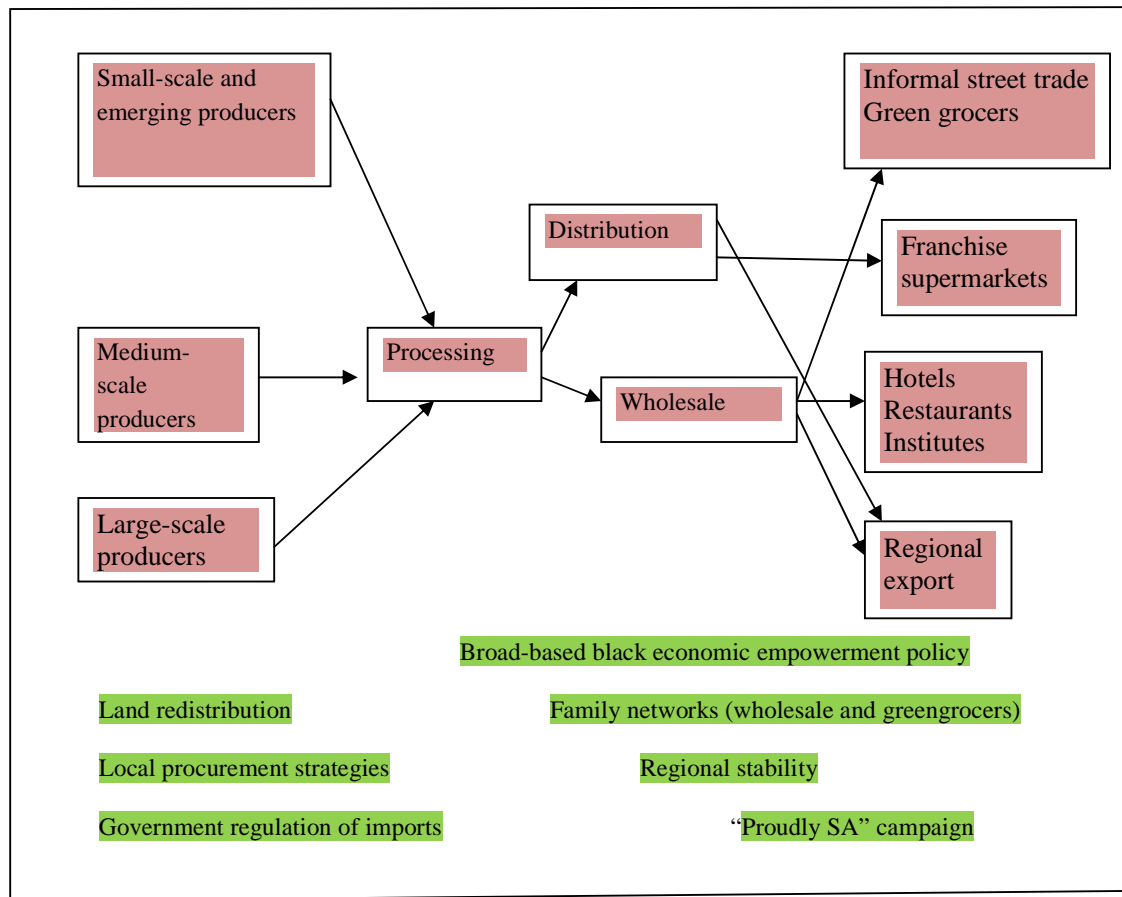 Small-scale and
emerging producers
Informal street trade
Green grocers
Distribution
Franchise
supermarkets
Medium-
scale
producers
Processing
Wholesale
Hotels
Restaurants
Institutes
Large-scale
producers
Regional
export
Broad-based black economic empowerment policy
Land redistribution
Family networks (wholesale and greengrocers)
Local procurement strategies
Regional stability
Government regulation of imports
“Proudly SA” campaign